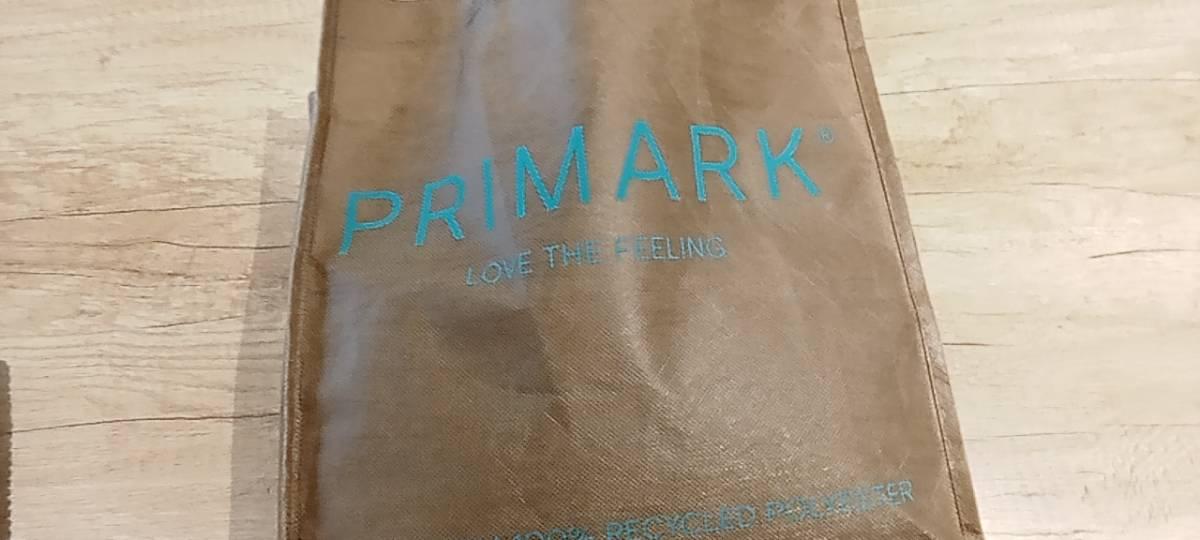 PRIMARK®
LOVE THE FEELING
100% RECYCLED POLYESTER